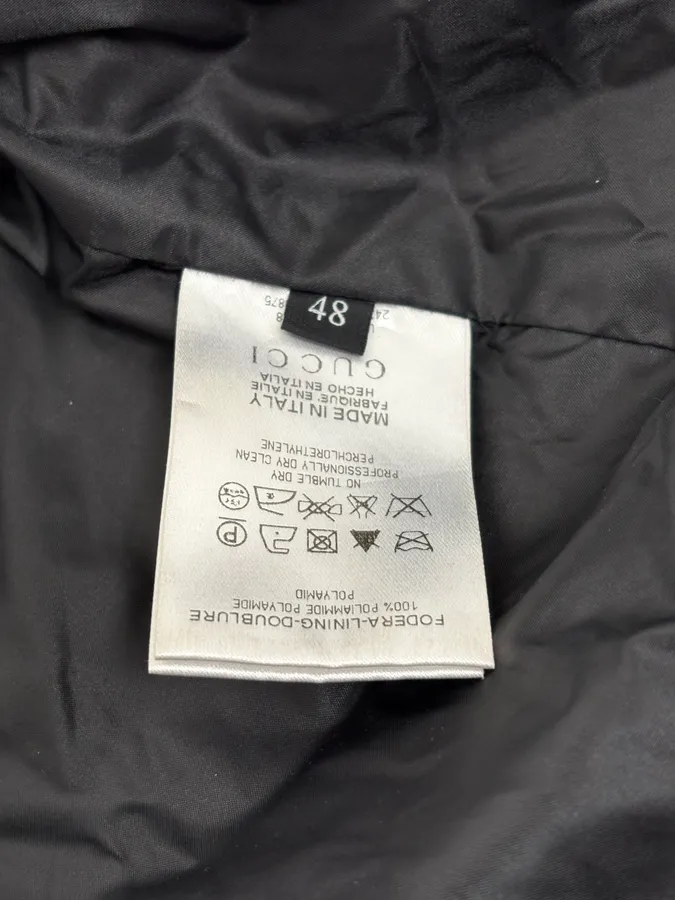 48
FODERA-LINING-DOUBLURE
100% POLIAMMIDE POLYAMIDE
POLYAMID
P
NO TUMBLE DRY
PROFESSIONALLY DRY CLEAN
PERCHLORETHYLENE
MADE IN ITALY
FABRIQUÉ EN ITALIE
HECHO EN ITALIA
GUCCI